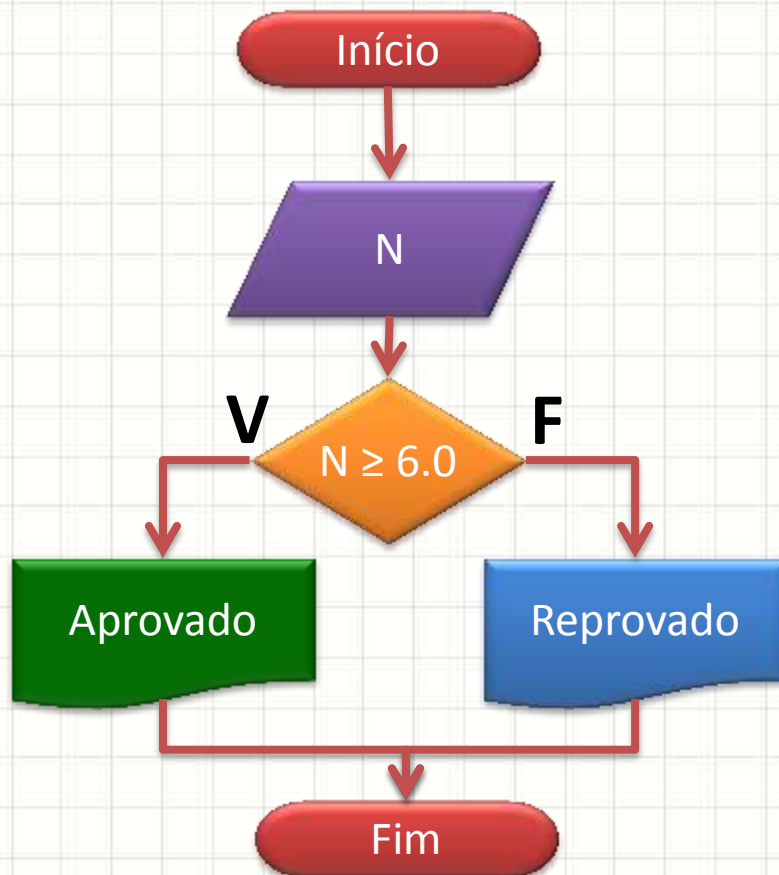 Início
N
V
F
N ≥ 6.0
Aprovado
Reprovado
Fim